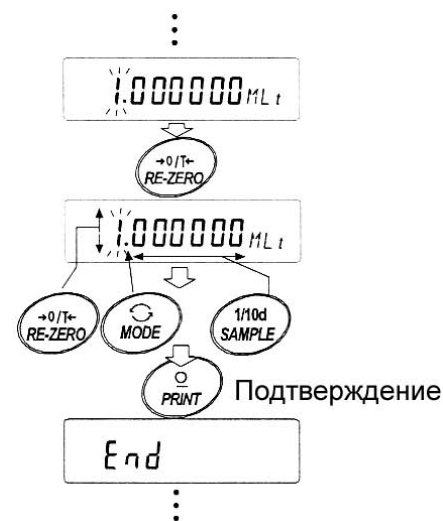 1.000000 MLt
→0/T←
RE-ZERO
1.000000 MLt
→0/T←
RE-ZERO
MODE
1/10d
SAMPLE
PRINT
Подтверждение
End